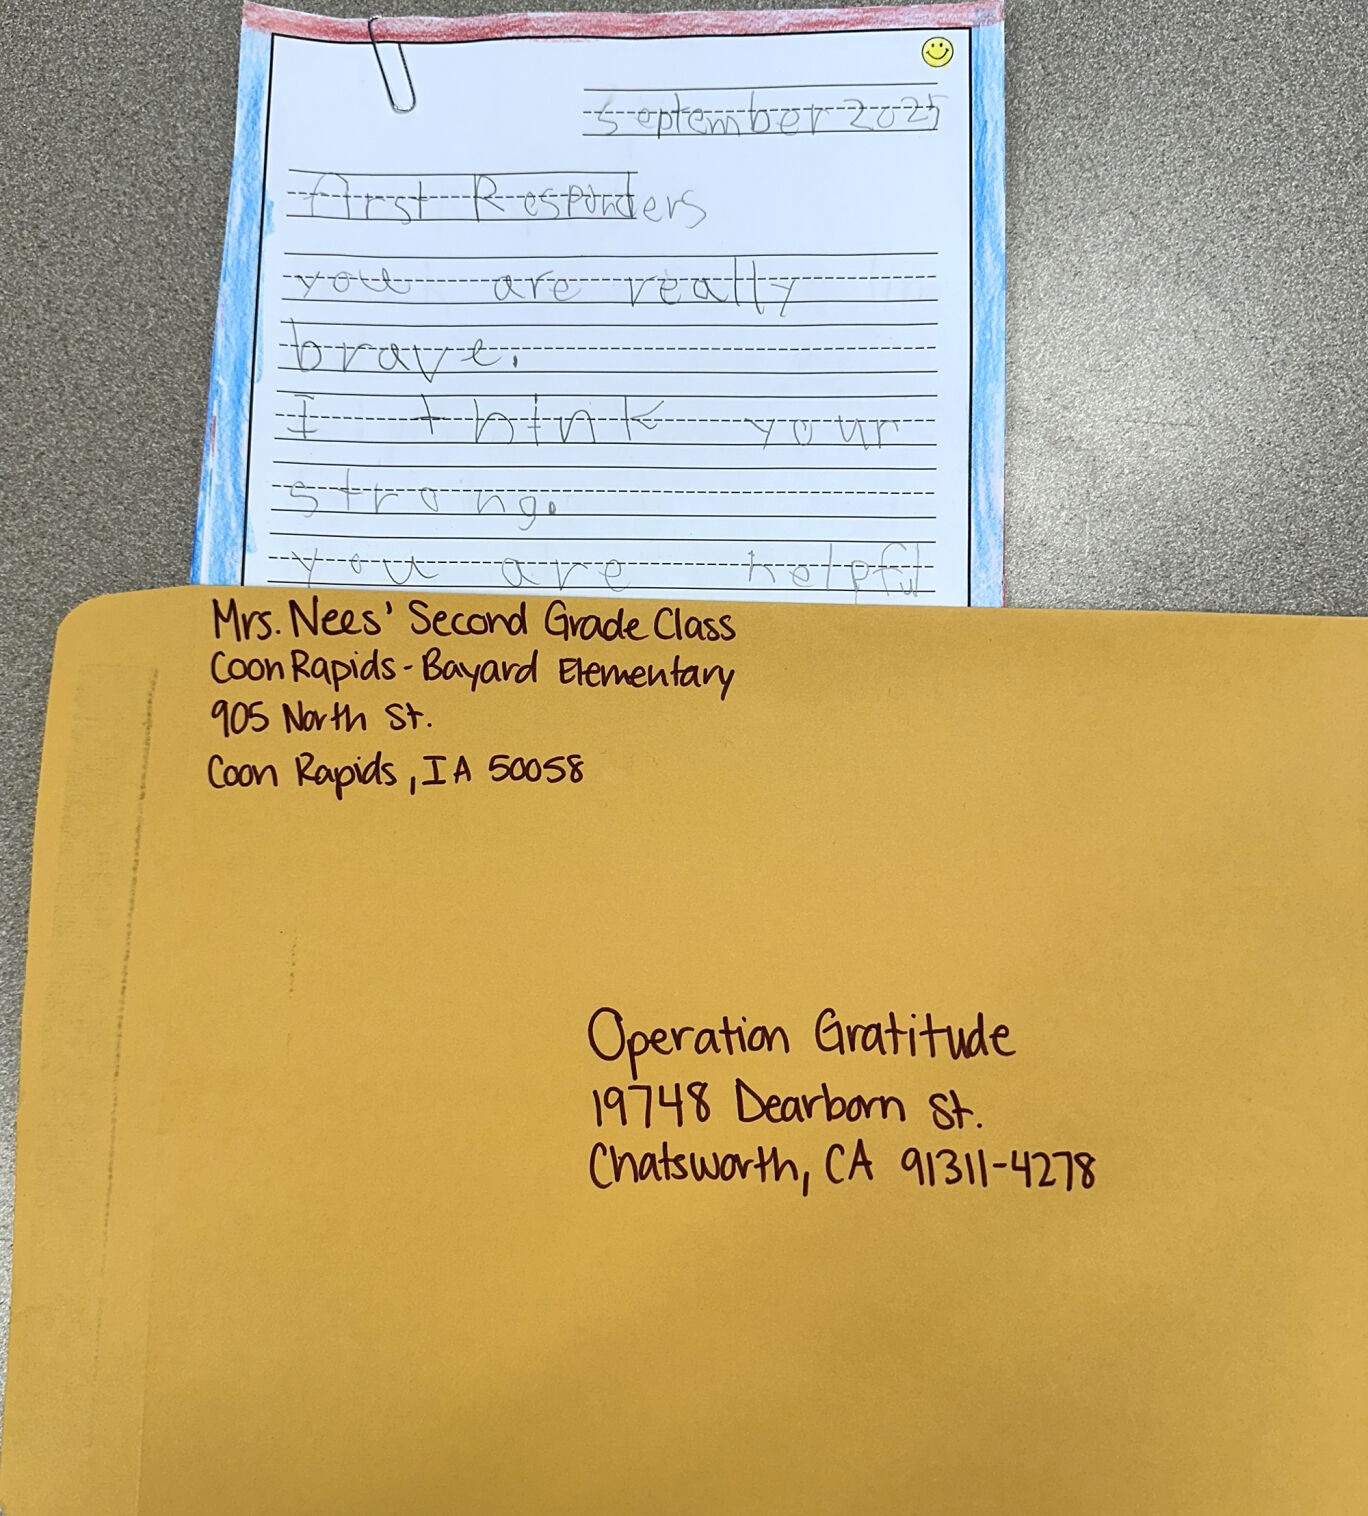 September 2025
first Responders
you are really
brave.
I think your
strong.
you are helpful
Mrs. Nees' Second Grade Class
Coon Rapids-Bayard Elementary
905 North St.
Coon Rapids, IA 50058
Operation Gratitude
19748 Dearborn St.
Chatsworth, CA 91311-4278